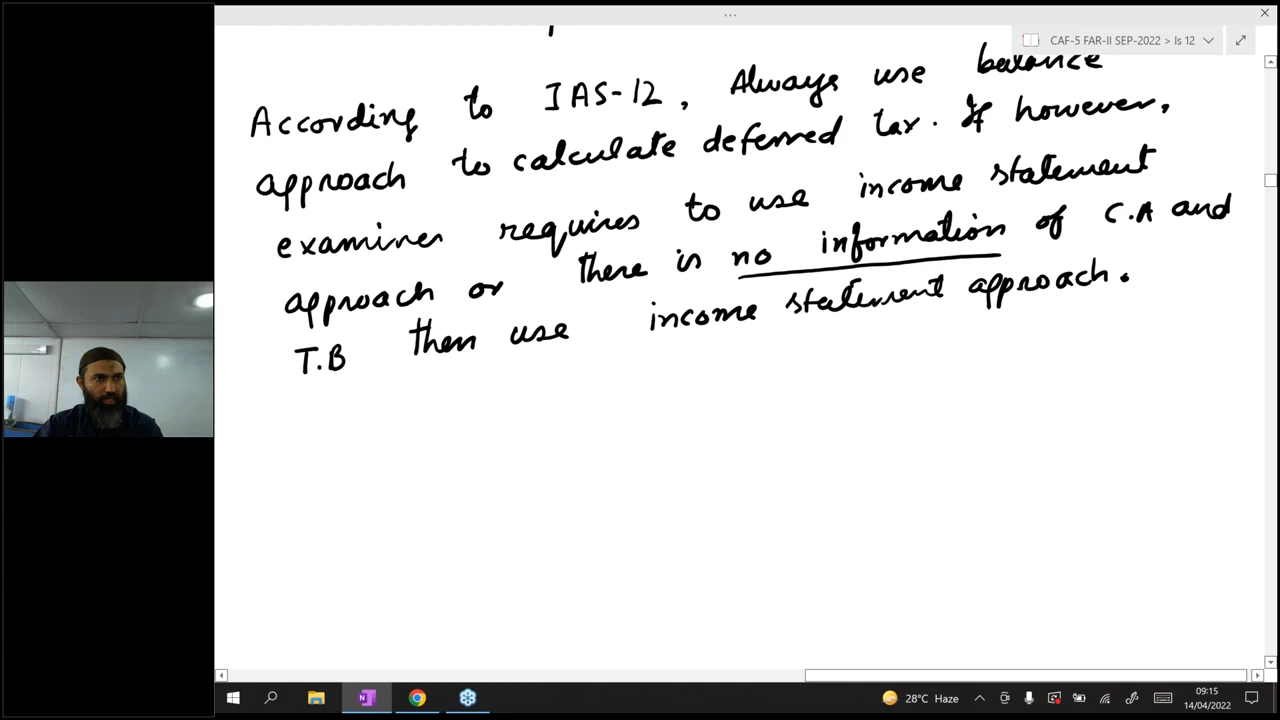 CAF-5 FAR-II SEP-2022 > Is 12
According to IAS-12, Always use balance
approach to calculate deferred tax. If however,
examiner requires to use income statement
approach or there is no information of C.A and
T.B then use income statement approach.
28°C Haze
09:15
14/04/2022